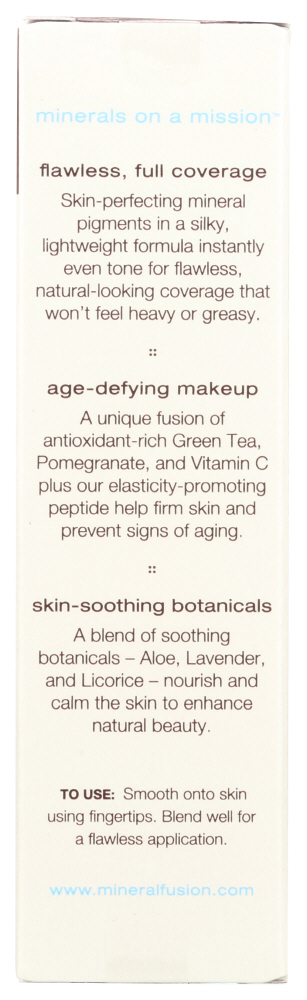 minerals on a mission™
flawless, full coverage
Skin-perfecting mineral
pigments in a silky,
lightweight formula instantly
even tone for flawless,
natural-looking coverage that
won't feel heavy or greasy.
::
age-defying makeup
A unique fusion of
antioxidant-rich Green Tea,
Pomegranate, and Vitamin C
plus our elasticity-promoting
peptide help firm skin and
prevent signs of aging.
::
skin-soothing botanicals
A blend of soothing
botanicals – Aloe, Lavender,
and Licorice – nourish and
calm the skin to enhance
natural beauty.
TO USE: Smooth onto skin
using fingertips. Blend well for
a flawless application.
www.mineralfusion.com